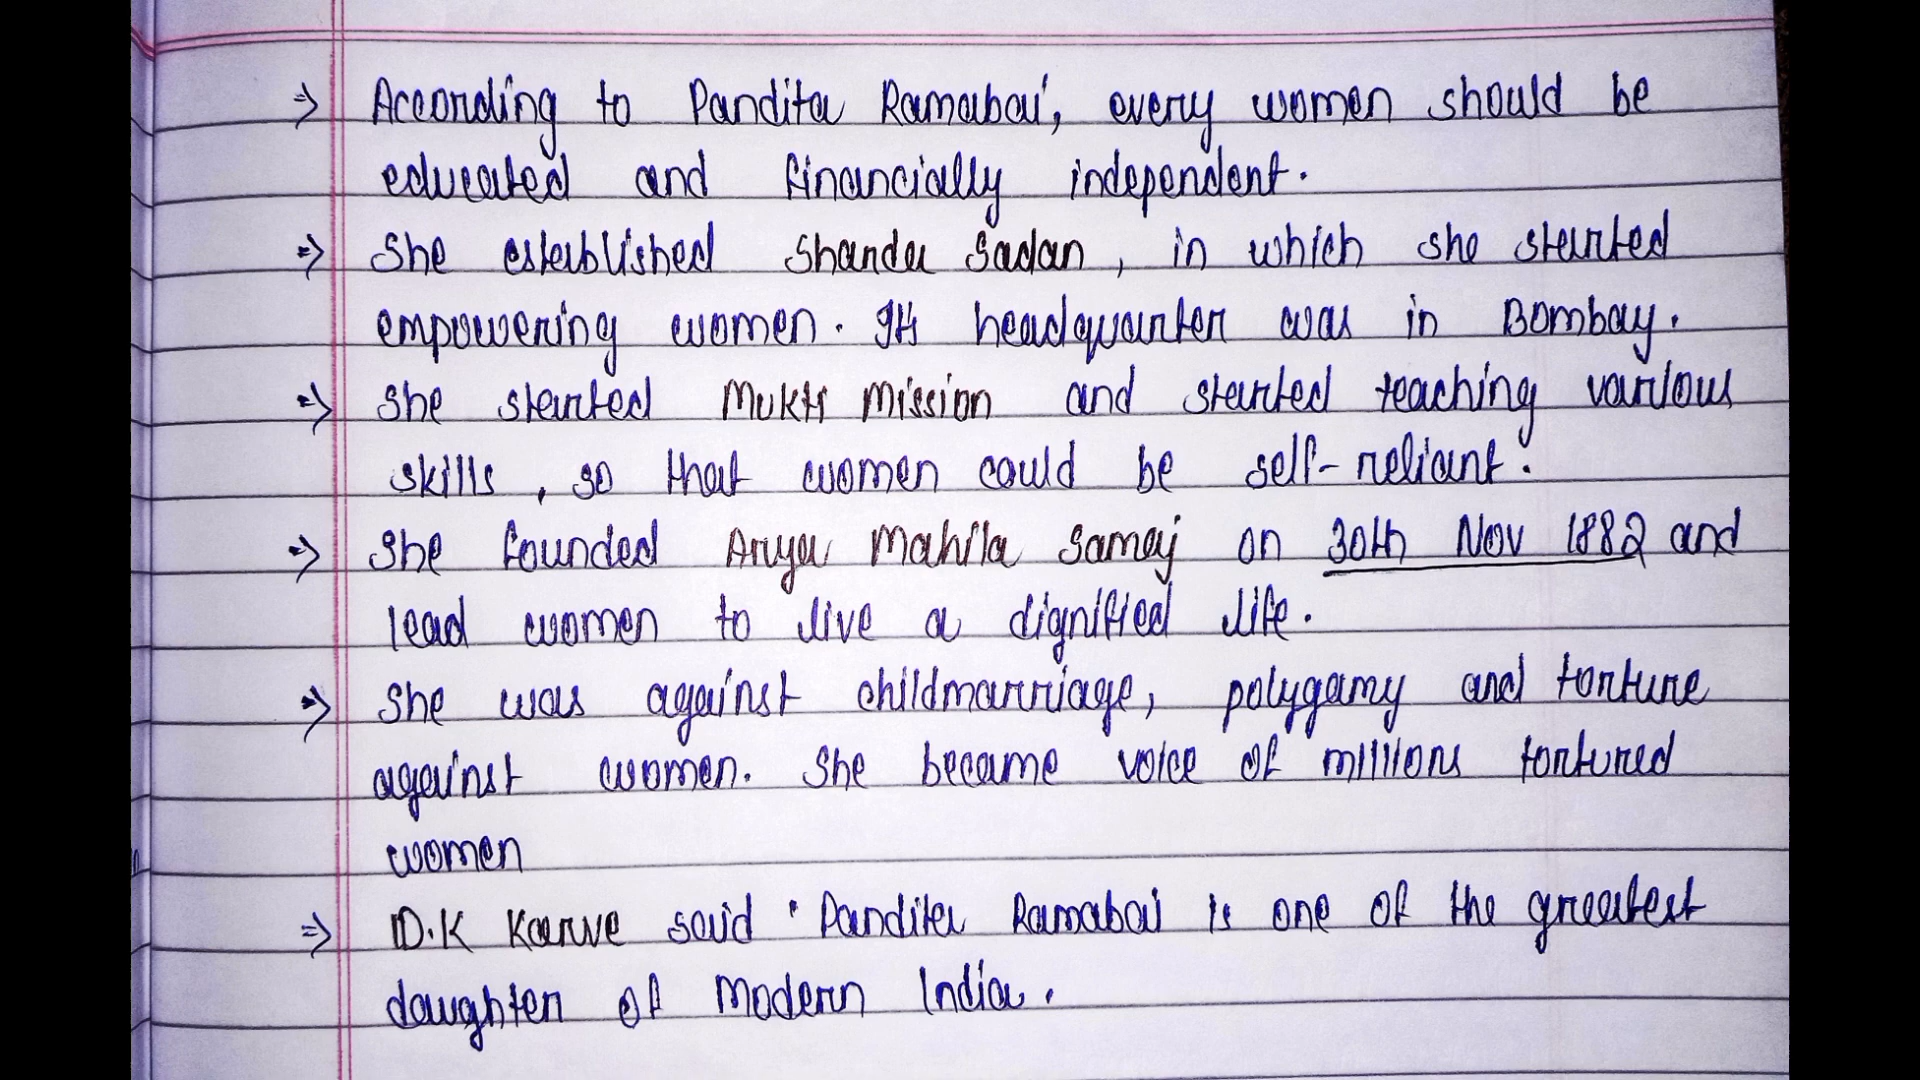 ⇒ According to Pandita Ramabai, every women should be
educated and financially independent.
⇒ She established Sharda Sadan, in which she started
empowering women. Its headquarter was in Bombay.
⇒ She started Mukti Mission and started teaching various
skills, so that women could be self-reliant.
⇒ She founded Arya Mahila Samaj on 30th Nov 1882 and
lead women to live a dignified life.
⇒ She was against childmarriage, polygamy and torture
against women. She became voice of millions tortured
women
⇒ D.K Karve said "Pandita Ramabai is one of the greatest
daughter of Modern India.